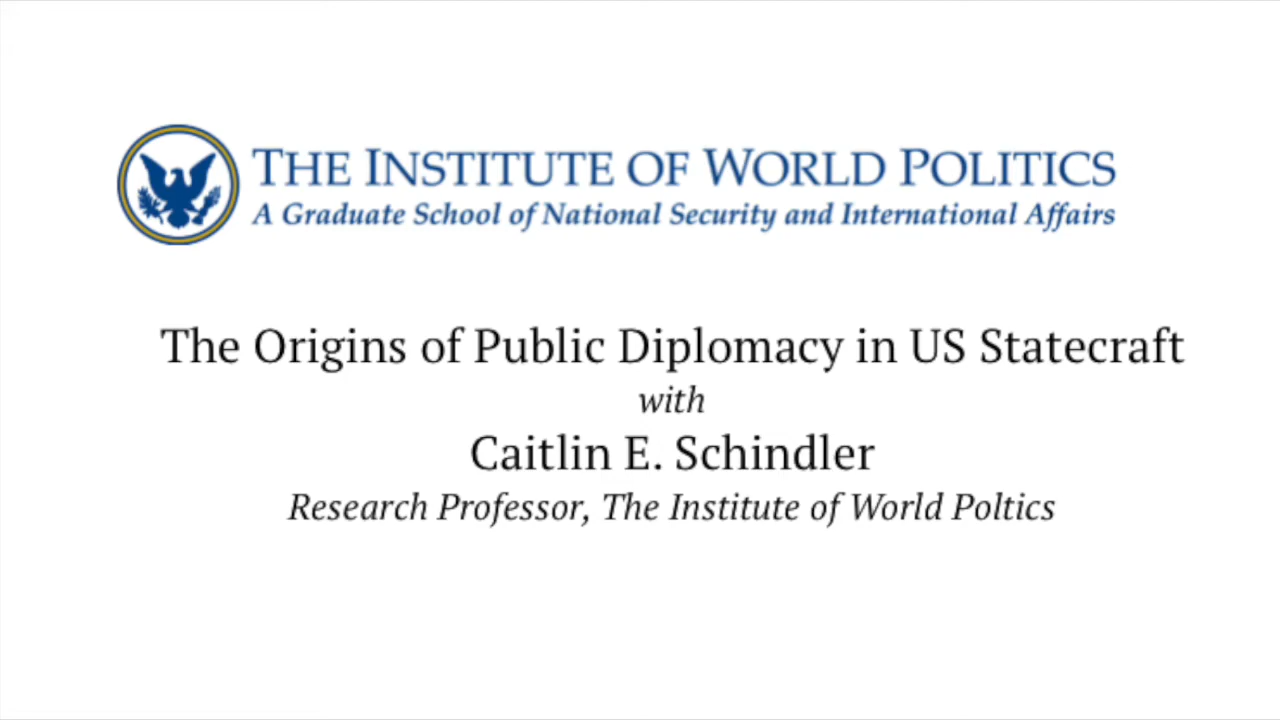 THE INSTITUTE OF WORLD POLITICS
A Graduate School of National Security and International Affairs
The Origins of Public Diplomacy in US Statecraft
with
Caitlin E. Schindler
Research Professor, The Institute of World Poltics